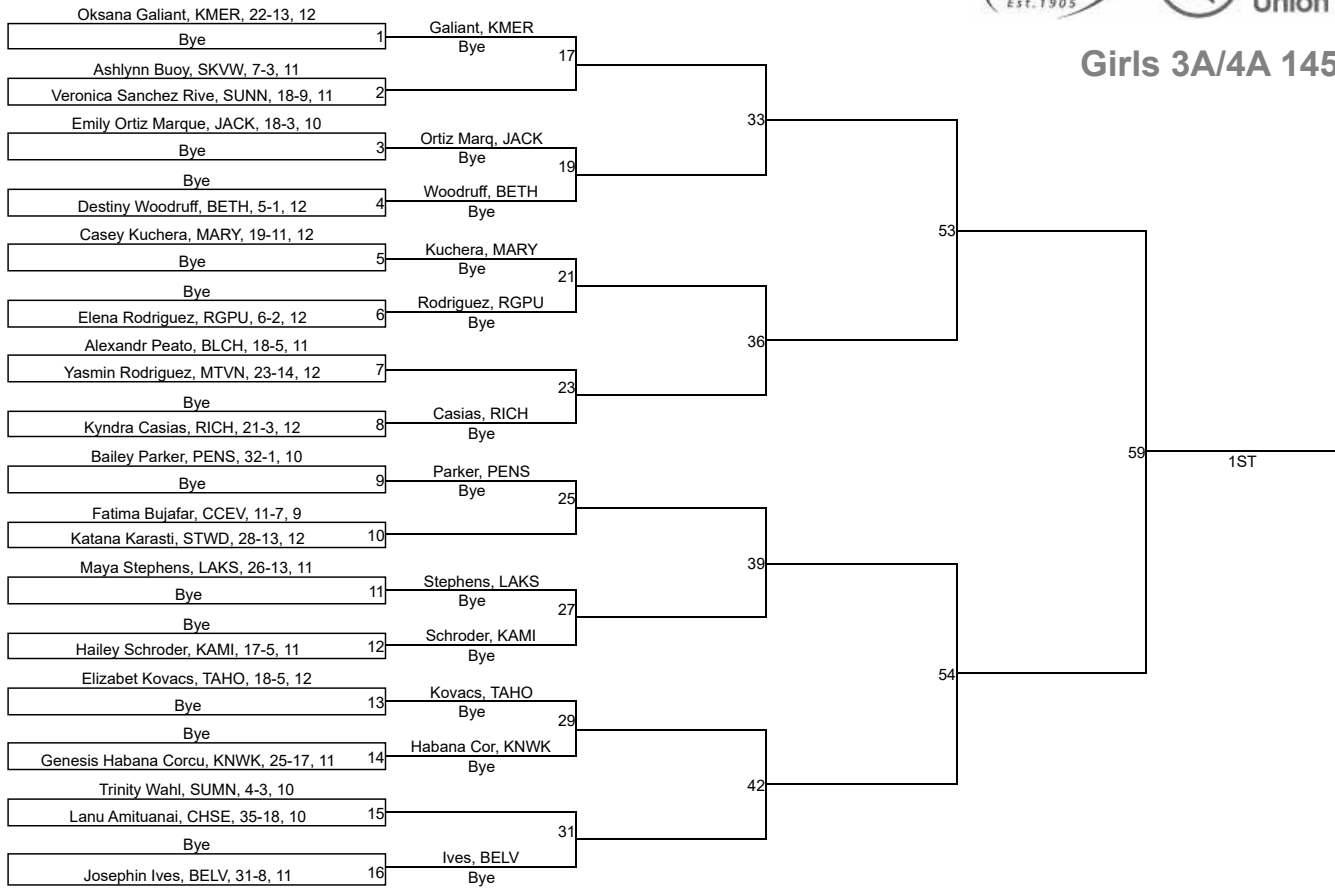 Est. 1905
Union
Girls 3A/4A 145
Oksana Galiant, KMER, 22-13, 12
Bye
1
Ashlynn Buoy, SKVW, 7-3, 11
Veronica Sanchez Rive, SUNN, 18-9, 11
2
Emily Ortiz Marque, JACK, 18-3, 10
Bye
3
Bye
Destiny Woodruff, BETH, 5-1, 12
4
Casey Kuchera, MARY, 19-11, 12
Bye
5
Bye
Elena Rodriguez, RGPU, 6-2, 12
6
Alexandr Peato, BLCH, 18-5, 11
Yasmin Rodriguez, MTVN, 23-14, 12
7
Bye
Kyndra Casias, RICH, 21-3, 12
8
Bailey Parker, PENS, 32-1, 10
Bye
9
Fatima Bujafar, CCEV, 11-7, 9
Katana Karasti, STWD, 28-13, 12
10
Maya Stephens, LAKS, 26-13, 11
Bye
11
Bye
Hailey Schroder, KAMI, 17-5, 11
12
Elizabet Kovacs, TAHO, 18-5, 12
Bye
13
Bye
Genesis Habana Corcu, KNWK, 25-17, 11
14
Trinity Wahl, SUMN, 4-3, 10
Lanu Amituanai, CHSE, 35-18, 10
15
Bye
Josephin Ives, BELV, 31-8, 11
16
Galiant, KMER
Bye
17
Ortiz Marq, JACK
Bye
19
Woodruff, BETH
Bye
Kuchera, MARY
Bye
21
Rodriguez, RGPU
Bye
23
Casias, RICH
Bye
Parker, PENS
Bye
25
Stephens, LAKS
Bye
27
Schroder, KAMI
Bye
Kovacs, TAHO
Bye
29
Habana Cor, KNWK
Bye
31
Ives, BELV
Bye
33
36
39
42
53
54
59
1ST